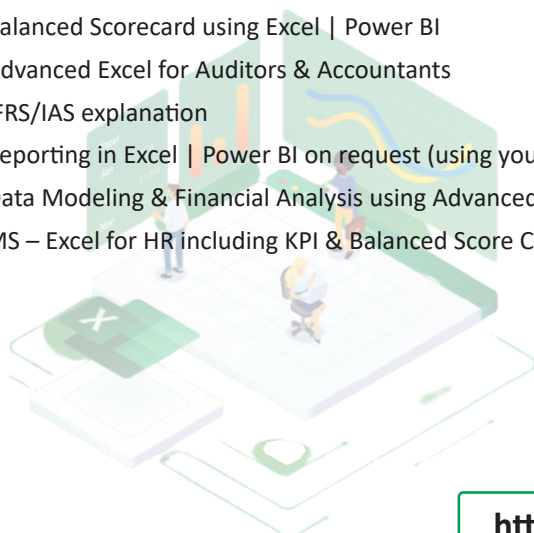 alanced Scorecard using Excel | Power BI
dvanced Excel for Auditors & Accountants
FRS/IAS explanation
eporting in Excel | Power BI on request (using you
ata Modeling & Financial Analysis using Advanced
MS – Excel for HR including KPI & Balanced Score C
X
htt